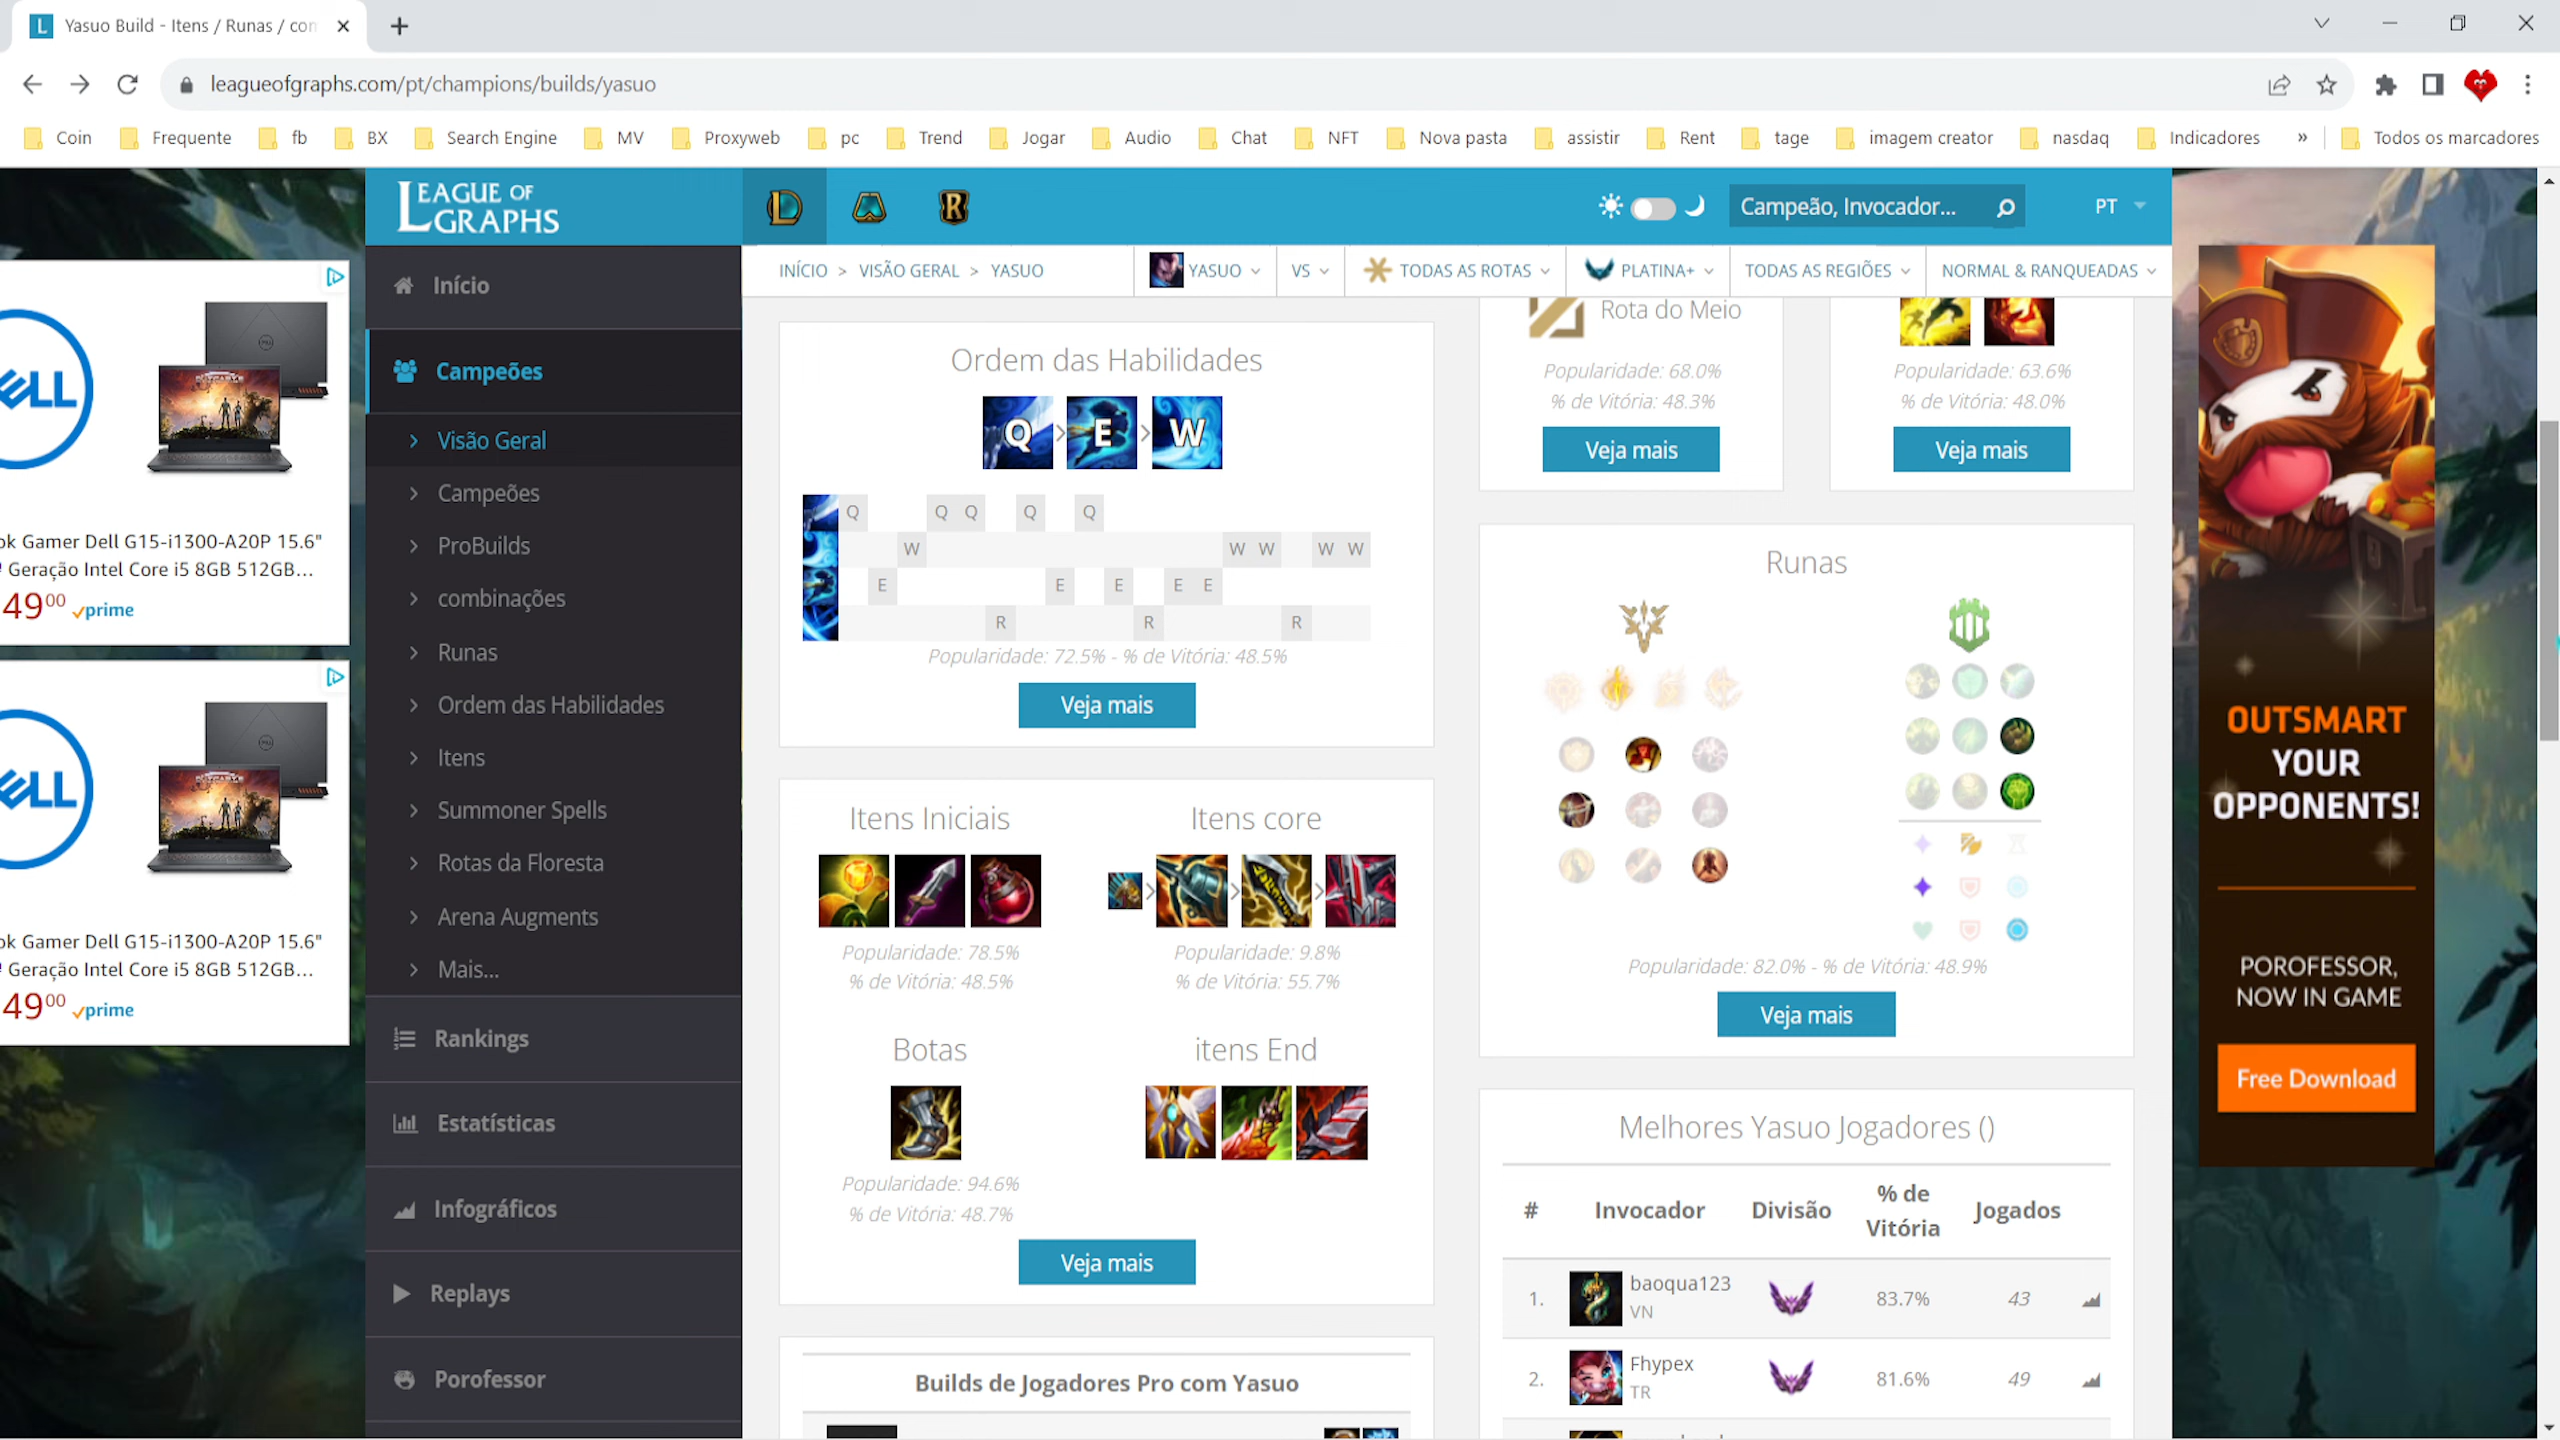 Yasuo Build - Itens / Runas / con
leagueofgraphs.com/pt/champions/builds/yasuo
Coin
Frequente
fb
BX
Search Engine
MV
Proxyweb
pc
Trend
Jogar
Audio
Chat
NFT
Nova pasta
assistir
Rent
tage
imagem creator
nasdaq
Indicadores
»
Todos os marcadores
LEAGUE OF
GRAPHS
Campeão, Invocador...
PT
INÍCIO > VISÃO GERAL > YASUO
YASUO
VS
TODAS AS ROTAS
PLATINA+
TODAS AS REGIÕES
NORMAL & RANQUEADAS
Início
Campeões
Visão Geral
Campeões
ProBuilds
combinações
Runas
Ordem das Habilidades
Itens
Summoner Spells
Rotas da Floresta
Arena Augments
Mais...
Rankings
Estatísticas
Infográficos
Replays
Porofessor
ELL
ok Gamer Dell G15-i1300-A20P 15.6"
Geração Intel Core i5 8GB 512GB...
4900 prime
ELL
ok Gamer Dell G15-i1300-A20P 15.6"
Geração Intel Core i5 8GB 512GB...
4900 prime
Ordem das Habilidades
Q E W
Q Q Q Q Q
W W W W W
E E E E E
R R R
Popularidade: 72.5% - % de Vitória: 48.5%
Veja mais
Itens Iniciais
Popularidade: 78.5%
% de Vitória: 48.5%
Itens core
Popularidade: 9.8%
% de Vitória: 55.7%
Botas
Popularidade: 94.6%
% de Vitória: 48.7%
itens End
Veja mais
Builds de Jogadores Pro com Yasuo
Rota do Meio
Popularidade: 68.0%
% de Vitória: 48.3%
Veja mais
Popularidade: 63.6%
% de Vitória: 48.0%
Veja mais
Runas
Popularidade: 82.0% - % de Vitória: 48.9%
Veja mais
Melhores Yasuo Jogadores ()
# Invocador Divisão % de Vitória Jogados
1. baoqua123 83.7% 43
VN
2. Fhypex 81.6% 49
TR
OUTSMART
YOUR
OPPONENTS!
POROFESSOR,
NOW IN GAME
Free Download